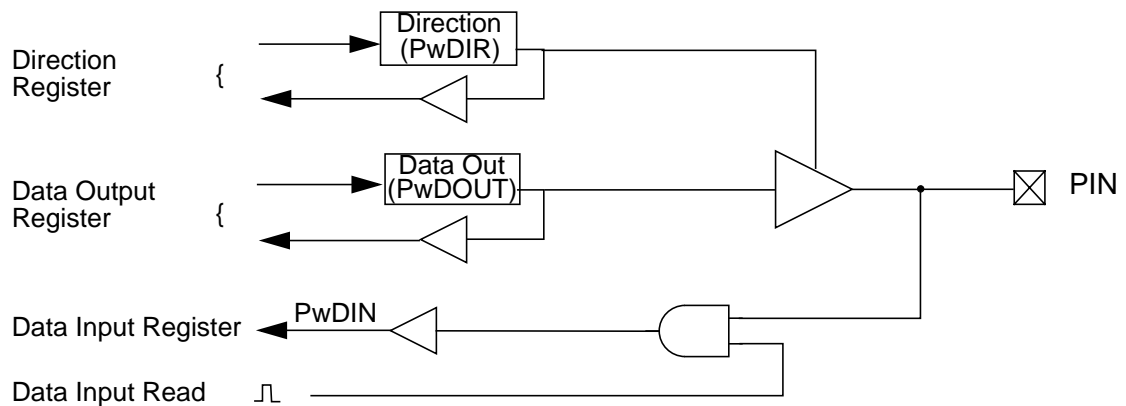 Direction
Register
{
Direction
(PwDIR)
Data Output
Register
{
Data Out
(PwDOUT)
PIN
Data Input Register
PwDIN
Data Input Read